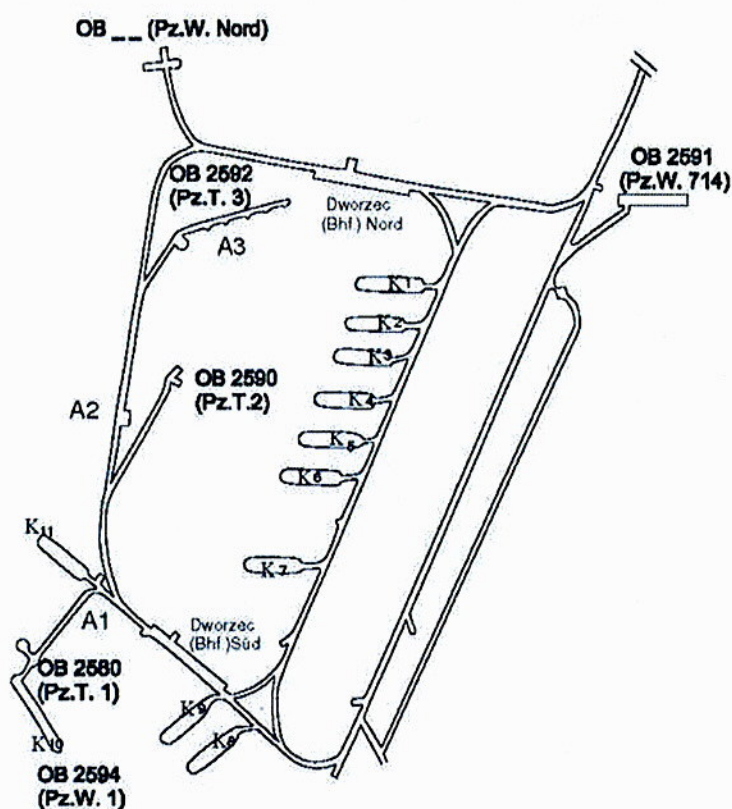 OB _ _ (Pz.W. Nord)
OB 2592
(Pz.T. 3)
A3
Dworzec
(Bhf.) Nord
OB 2591
(Pz.W. 714)
K1
K2
K3
K4
K5
K6
K7
A2
OB 2590
(Pz.T.2)
K11
A1
Dworzec
(Bhf.)Süd
OB 2580
(Pz.T. 1)
K9
K8
K10
OB 2594
(Pz.W. 1)